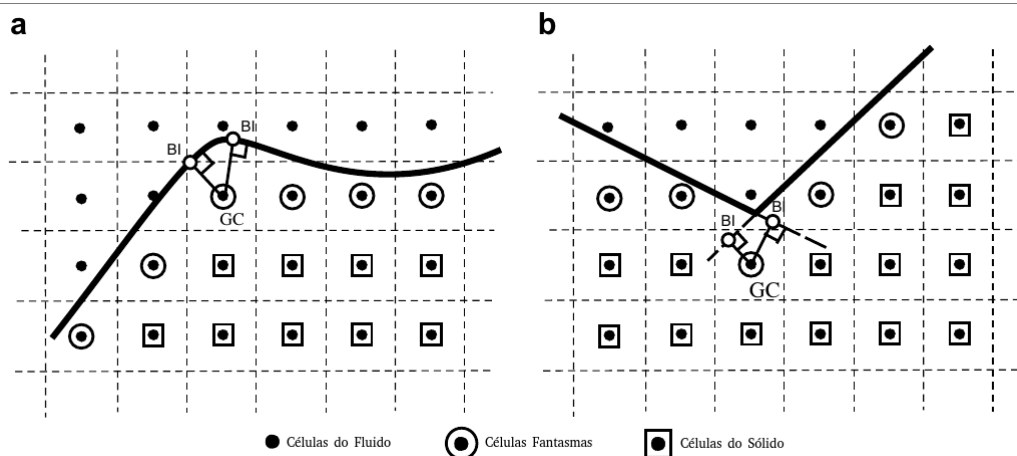 a
b
BI
BI
GC
BI
BI
GC
Células do Fluido
Células Fantasmas
Células do Sólido